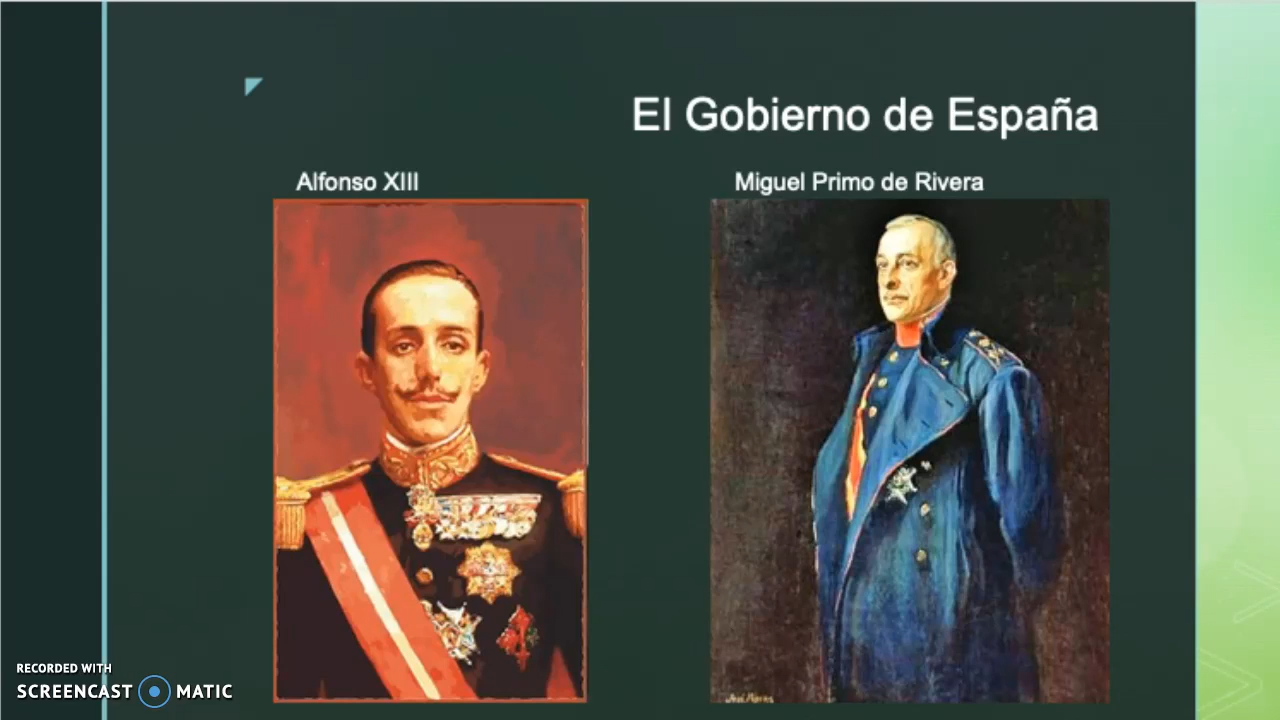 El Gobierno de España
Alfonso XIII
Miguel Primo de Rivera
RECORDED WITH
SCREENCAST MATIC